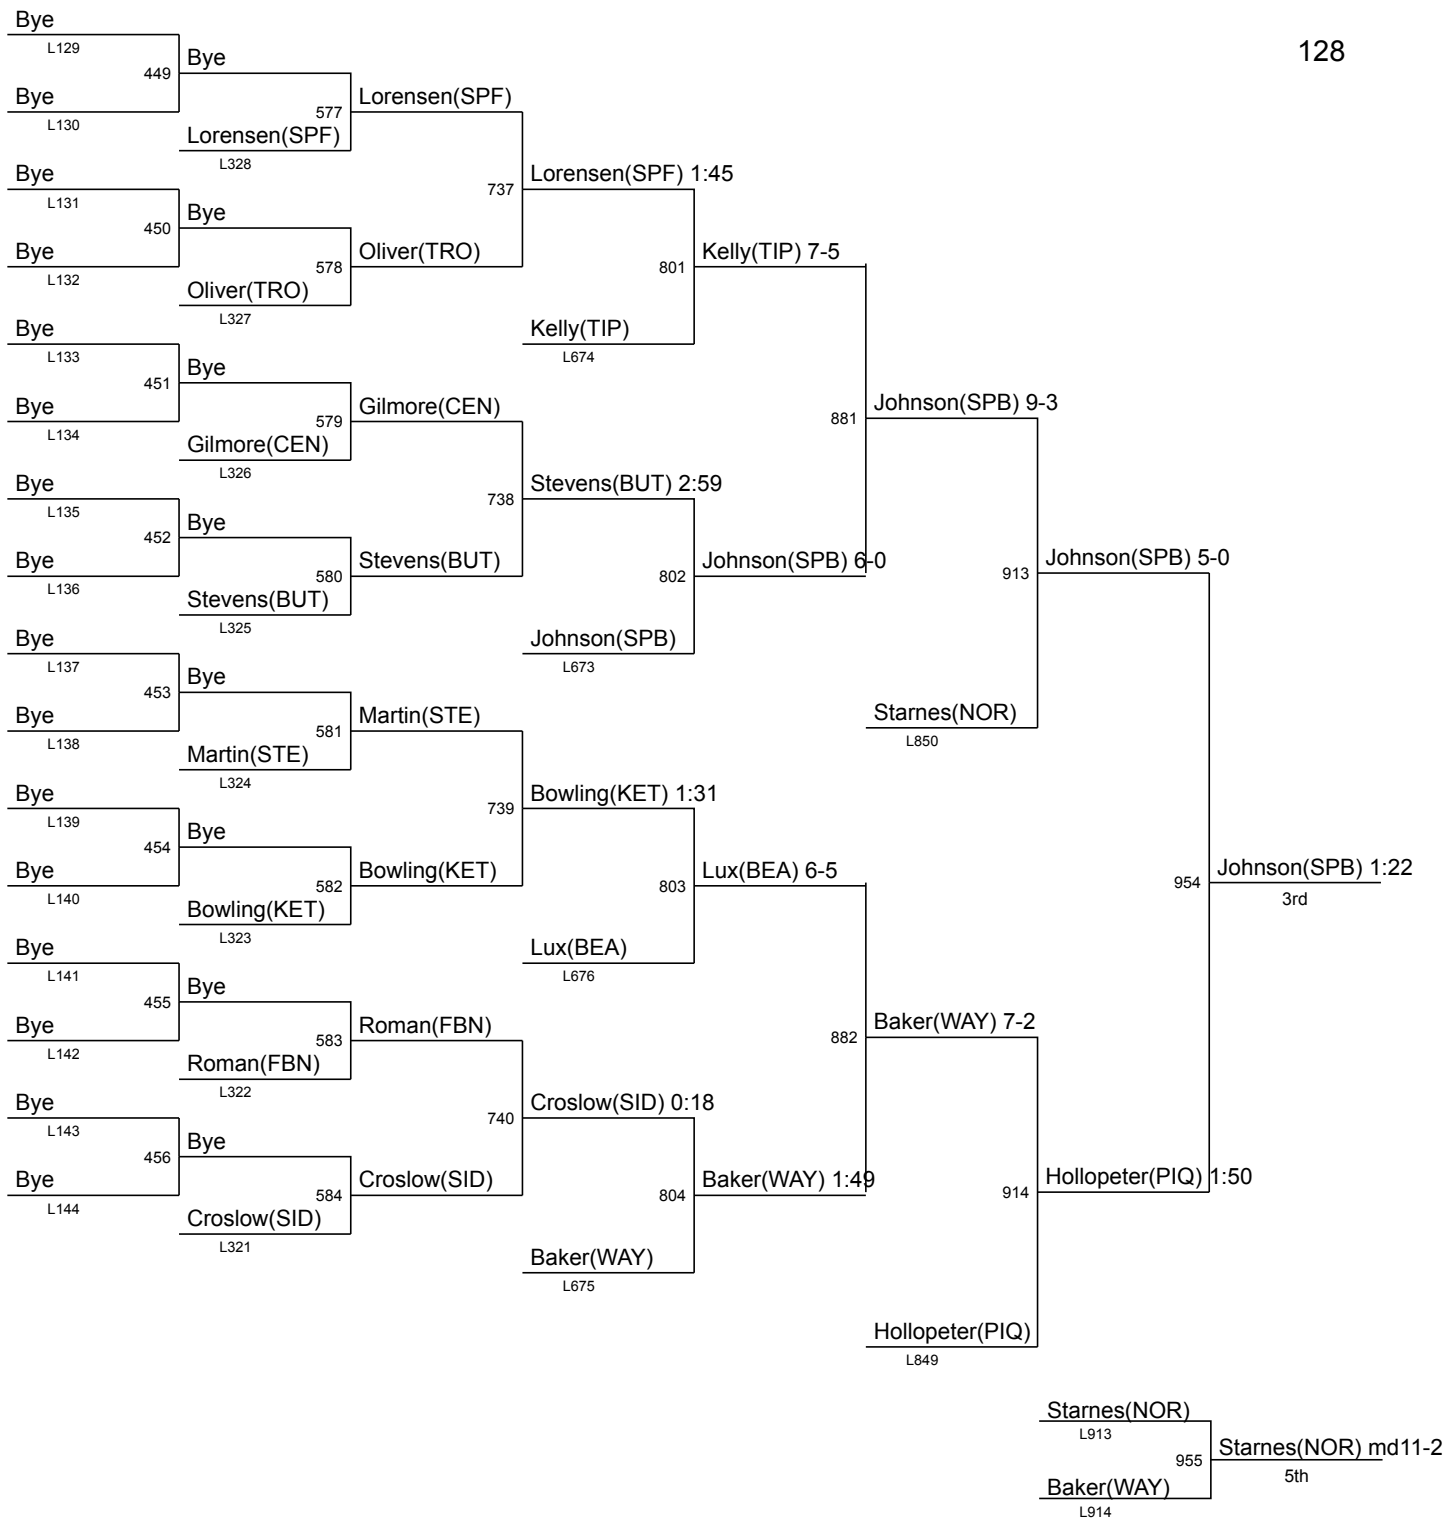 Bye
L129
449
Bye
128
Bye
L130
577
Lorensen(SPF)
Lorensen(SPF)
L328
Bye
L131
737
Lorensen(SPF) 1:45
450
Bye
Bye
L132
578
Oliver(TRO)
801
Kelly(TIP) 7-5
Oliver(TRO)
L327
Bye
L133
Kelly(TIP)
L674
451
Bye
Bye
L134
579
Gilmore(CEN)
881
Johnson(SPB) 9-3
Gilmore(CEN)
L326
Bye
L135
738
Stevens(BUT) 2:59
452
Bye
Bye
L136
580
Stevens(BUT)
802
Johnson(SPB) 6-0
913
Johnson(SPB) 5-0
Stevens(BUT)
L325
Bye
L137
Johnson(SPB)
L673
453
Bye
Bye
L138
581
Martin(STE)
Starnes(NOR)
L850
Martin(STE)
L324
Bye
L139
739
Bowling(KET) 1:31
454
Bye
Bye
L140
582
Bowling(KET)
803
Lux(BEA) 6-5
954
Johnson(SPB) 1:22
3rd
Bowling(KET)
L323
Bye
L141
Lux(BEA)
L676
455
Bye
Bye
L142
583
Roman(FBN)
882
Baker(WAY) 7-2
Roman(FBN)
L322
Bye
L143
740
Croslow(SID) 0:18
456
Bye
Bye
L144
584
Croslow(SID)
804
Baker(WAY) 1:49
914
Hollopeter(PIQ) 1:50
Croslow(SID)
L321
Baker(WAY)
L675
Hollopeter(PIQ)
L849
Starnes(NOR)
L913
955
Starnes(NOR) md11-2
5th
Baker(WAY)
L914